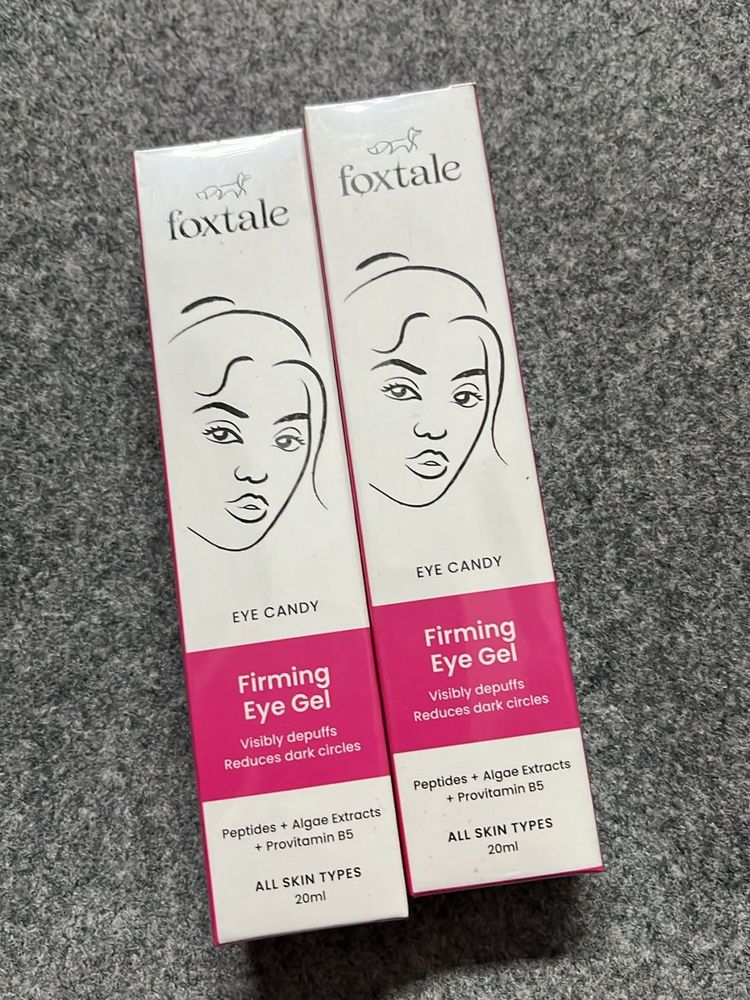 foxtale
EYE CANDY
Firming
Eye Gel
Visibly depuffs
Reduces dark circles
Peptides + Algae Extracts
+ Provitamin B5
ALL SKIN TYPES
20ml
foxtale
EYE CANDY
Firming
Eye Gel
Visibly depuffs
Reduces dark circles
Peptides + Algae Extracts
+ Provitamin B5
ALL SKIN TYPES
20ml